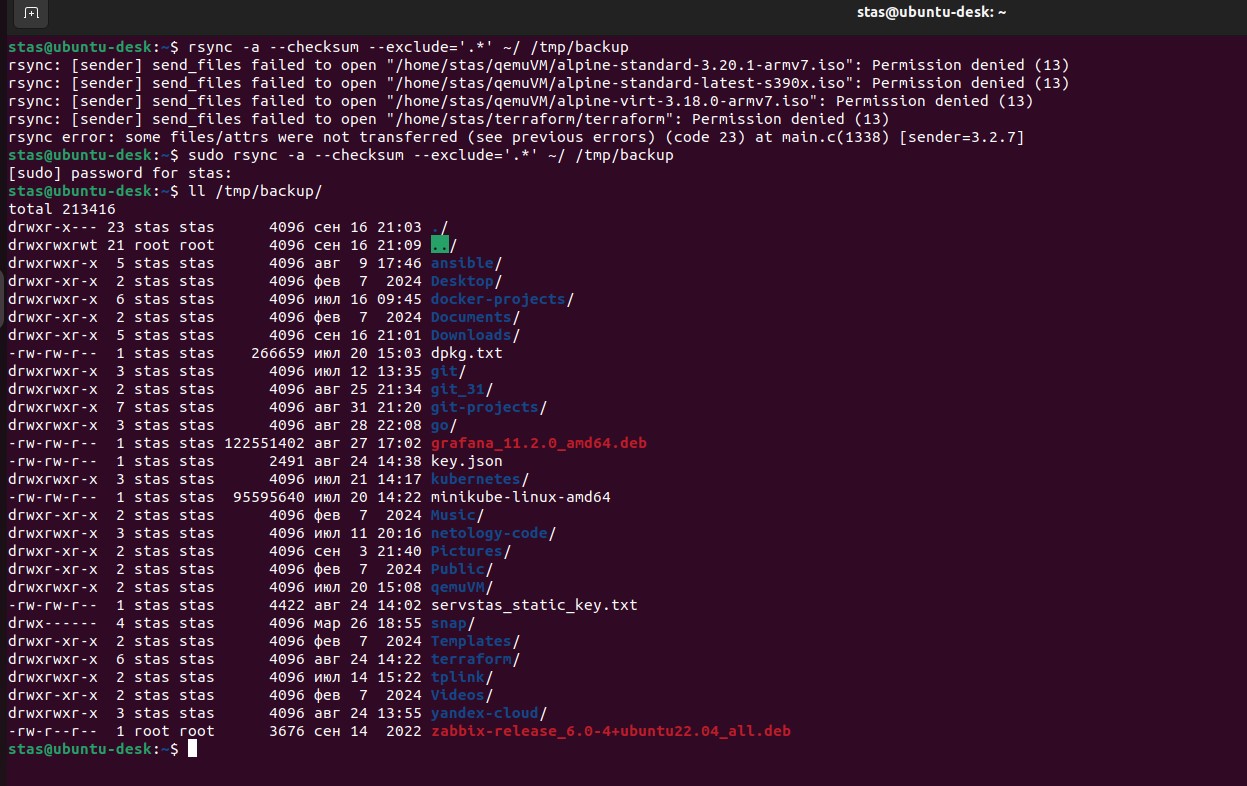 stas@ubuntu-desk: ~
stas@ubuntu-desk:~$ rsync -a --checksum --exclude='.*' ~/ /tmp/backup
rsync: [sender] send_files failed to open "/home/stas/qemuVM/alpine-standard-3.20.1-armv7.iso": Permission denied (13)
rsync: [sender] send_files failed to open "/home/stas/qemuVM/alpine-standard-latest-s390x.iso": Permission denied (13)
rsync: [sender] send_files failed to open "/home/stas/qemuVM/alpine-virt-3.18.0-armv7.iso": Permission denied (13)
rsync: [sender] send_files failed to open "/home/stas/terraform/terraform": Permission denied (13)
rsync error: some files/attrs were not transferred (see previous errors) (code 23) at main.c(1338) [sender=3.2.7]
stas@ubuntu-desk:~$ sudo rsync -a --checksum --exclude='.*' ~/ /tmp/backup
[sudo] password for stas:
stas@ubuntu-desk:~$ ll /tmp/backup/
total 213416
drwxr-x--- 23 stas stas      4096 сен 16 21:03 ./
drwxrwxrwt 21 root root      4096 сен 16 21:09 ../
drwxrwxr-x  5 stas stas      4096 авг  9 17:46 ansible/
drwxr-xr-x  2 stas stas      4096 фев  7  2024 Desktop/
drwxrwxr-x  6 stas stas      4096 июл 16 09:45 docker-projects/
drwxr-xr-x  2 stas stas      4096 фев  7  2024 Documents/
drwxr-xr-x  5 stas stas      4096 сен 16 21:01 Downloads/
-rw-rw-r--  1 stas stas    266659 июл 20 15:03 dpkg.txt
drwxrwxr-x  3 stas stas      4096 июл 12 13:35 git/
drwxrwxr-x  2 stas stas      4096 авг 25 21:34 git_31/
drwxrwxr-x  7 stas stas      4096 авг 31 21:20 git-projects/
drwxrwxr-x  3 stas stas      4096 авг 28 22:08 go/
-rw-rw-r--  1 stas stas 122551402 авг 27 17:02 grafana_11.2.0_amd64.deb
-rw-rw-r--  1 stas stas      2491 авг 24 14:38 key.json
drwxrwxr-x  3 stas stas      4096 июл 21 14:17 kubernetes/
-rw-rw-r--  1 stas stas  95595640 июл 20 14:22 minikube-linux-amd64
drwxr-xr-x  2 stas stas      4096 фев  7  2024 Music/
drwxrwxr-x  3 stas stas      4096 июл 11 20:16 netology-code/
drwxr-xr-x  2 stas stas      4096 сен  3 21:40 Pictures/
drwxr-xr-x  2 stas stas      4096 фев  7  2024 Public/
drwxrwxr-x  2 stas stas      4096 июл 20 15:08 qemuVM/
-rw-rw-r--  1 stas stas      4422 авг 24 14:02 servstas_static_key.txt
drwx------  4 stas stas      4096 мар 26 18:55 snap/
drwxr-xr-x  2 stas stas      4096 фев  7  2024 Templates/
drwxrwxr-x  6 stas stas      4096 авг 24 14:22 terraform/
drwxrwxr-x  2 stas stas      4096 июл 14 15:22 tplink/
drwxr-xr-x  2 stas stas      4096 фев  7  2024 Videos/
drwxrwxr-x  3 stas stas      4096 авг 24 13:55 yandex-cloud/
-rw-r--r--  1 root root      3676 сен 14  2022 zabbix-release_6.0-4+ubuntu22.04_all.deb
stas@ubuntu-desk:~$